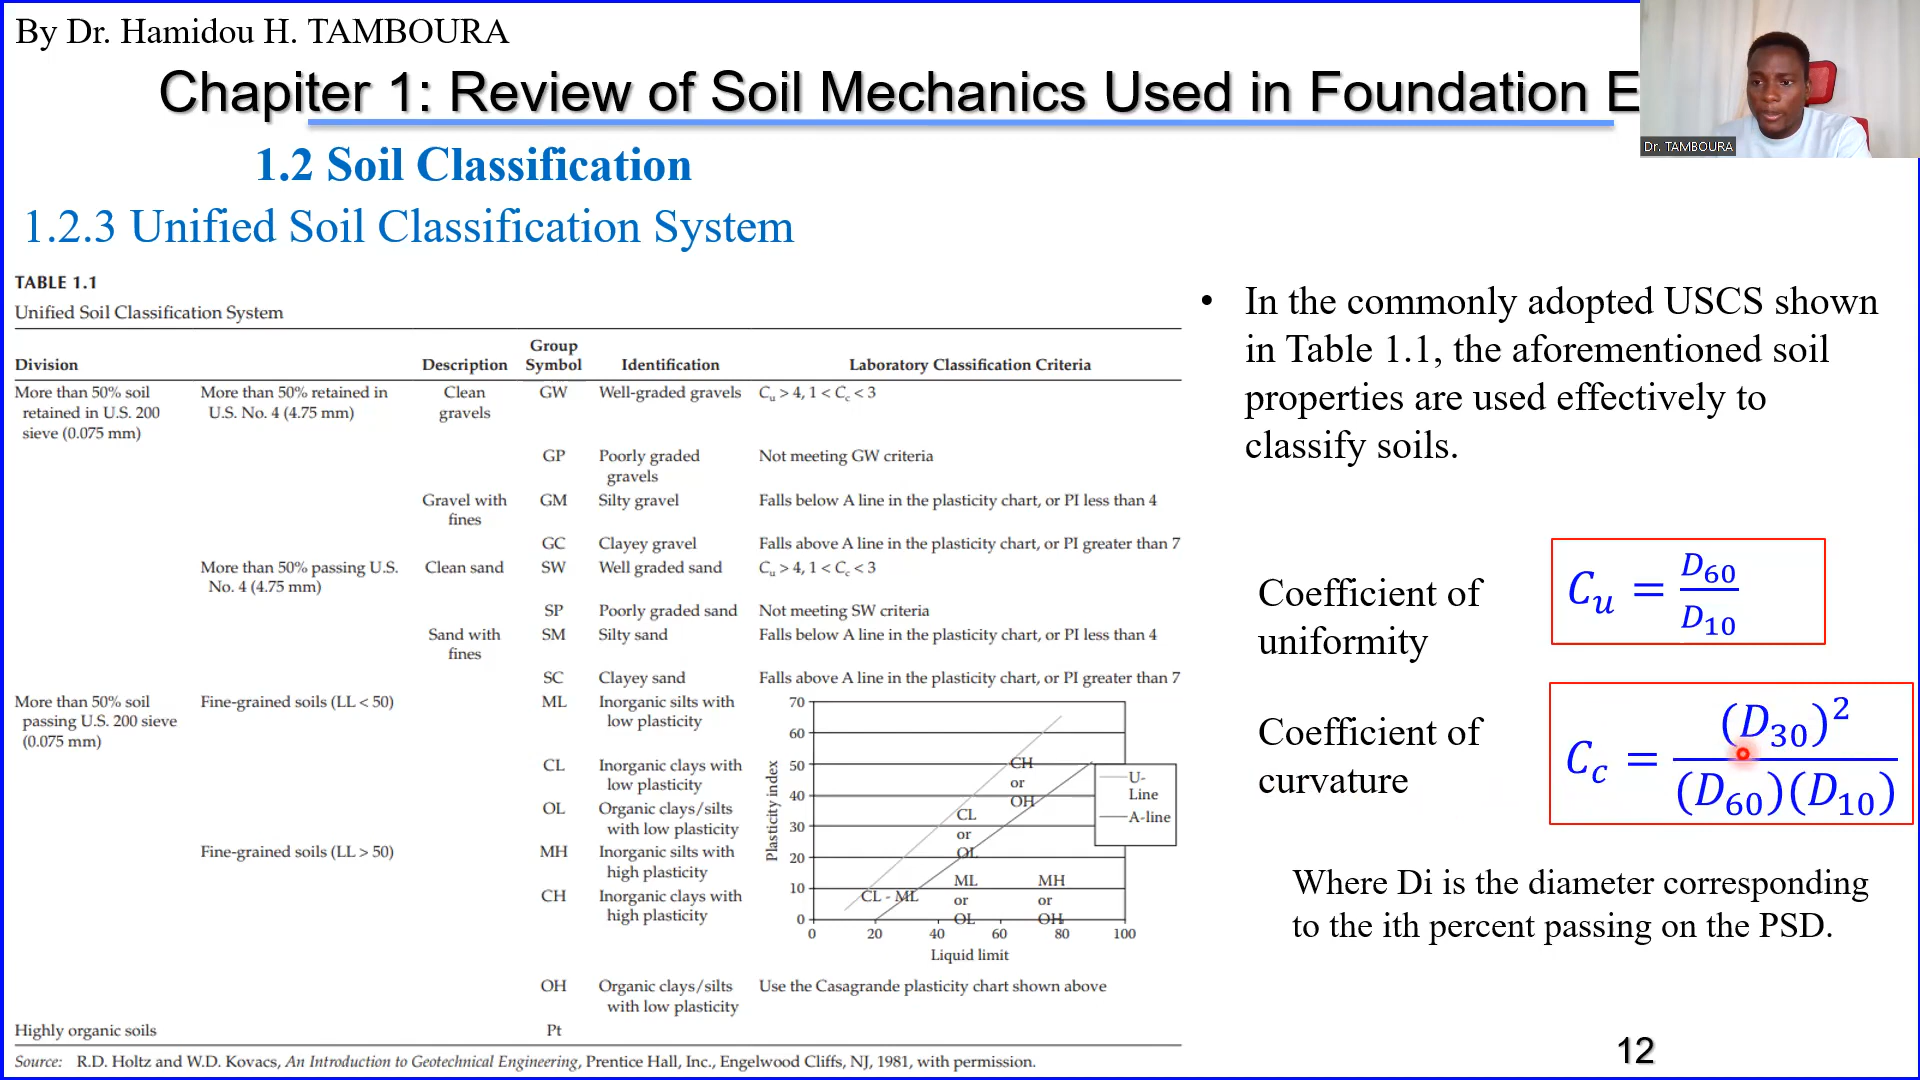 By Dr. Hamidou H. TAMBOURA
Chapiter 1: Review of Soil Mechanics Used in Foundation E
Dr. TAMBOURA
1.2 Soil Classification
1.2.3 Unified Soil Classification System
TABLE 1.1
Unified Soil Classification System
Division Description Group Symbol Identification Laboratory Classification Criteria
More than 50% soil retained in U.S. 200 sieve (0.075 mm) More than 50% retained in U.S. No. 4 (4.75 mm) Clean gravels GW Well-graded gravels Cu > 4, 1 < Cc < 3
GP Poorly graded gravels Not meeting GW criteria
Gravel with fines GM Silty gravel Falls below A line in the plasticity chart, or PI less than 4
GC Clayey gravel Falls above A line in the plasticity chart, or PI greater than 7
More than 50% passing U.S. No. 4 (4.75 mm) Clean sand SW Well graded sand Cu > 4, 1 < Cc < 3
SP Poorly graded sand Not meeting SW criteria
Sand with fines SM Silty sand Falls below A line in the plasticity chart, or PI less than 4
SC Clayey sand Falls above A line in the plasticity chart, or PI greater than 7
More than 50% soil passing U.S. 200 sieve (0.075 mm) Fine-grained soils (LL < 50) ML Inorganic silts with low plasticity
CL Inorganic clays with low plasticity
OL Organic clays/silts with low plasticity
Fine-grained soils (LL > 50) MH Inorganic silts with high plasticity
CH Inorganic clays with high plasticity
Plasticity index
70
60
50
40
30
20
10
0
CH or OH
CL or OL
CL - ML
ML or OL
MH or OH
U-Line
A-line
0 20 40 60 80 100
Liquid limit
OH Organic clays/silts with low plasticity Use the Casagrande plasticity chart shown above
Highly organic soils Pt
Source: R.D. Holtz and W.D. Kovacs, An Introduction to Geotechnical Engineering, Prentice Hall, Inc., Engelwood Cliffs, NJ, 1981, with permission.
• In the commonly adopted USCS shown
in Table 1.1, the aforementioned soil
properties are used effectively to
classify soils.
Coefficient of
uniformity
Cu = D60 / D10
Coefficient of
curvature
Cc = (D30)² / (D60)(D10)
Where Di is the diameter corresponding
to the ith percent passing on the PSD.
12